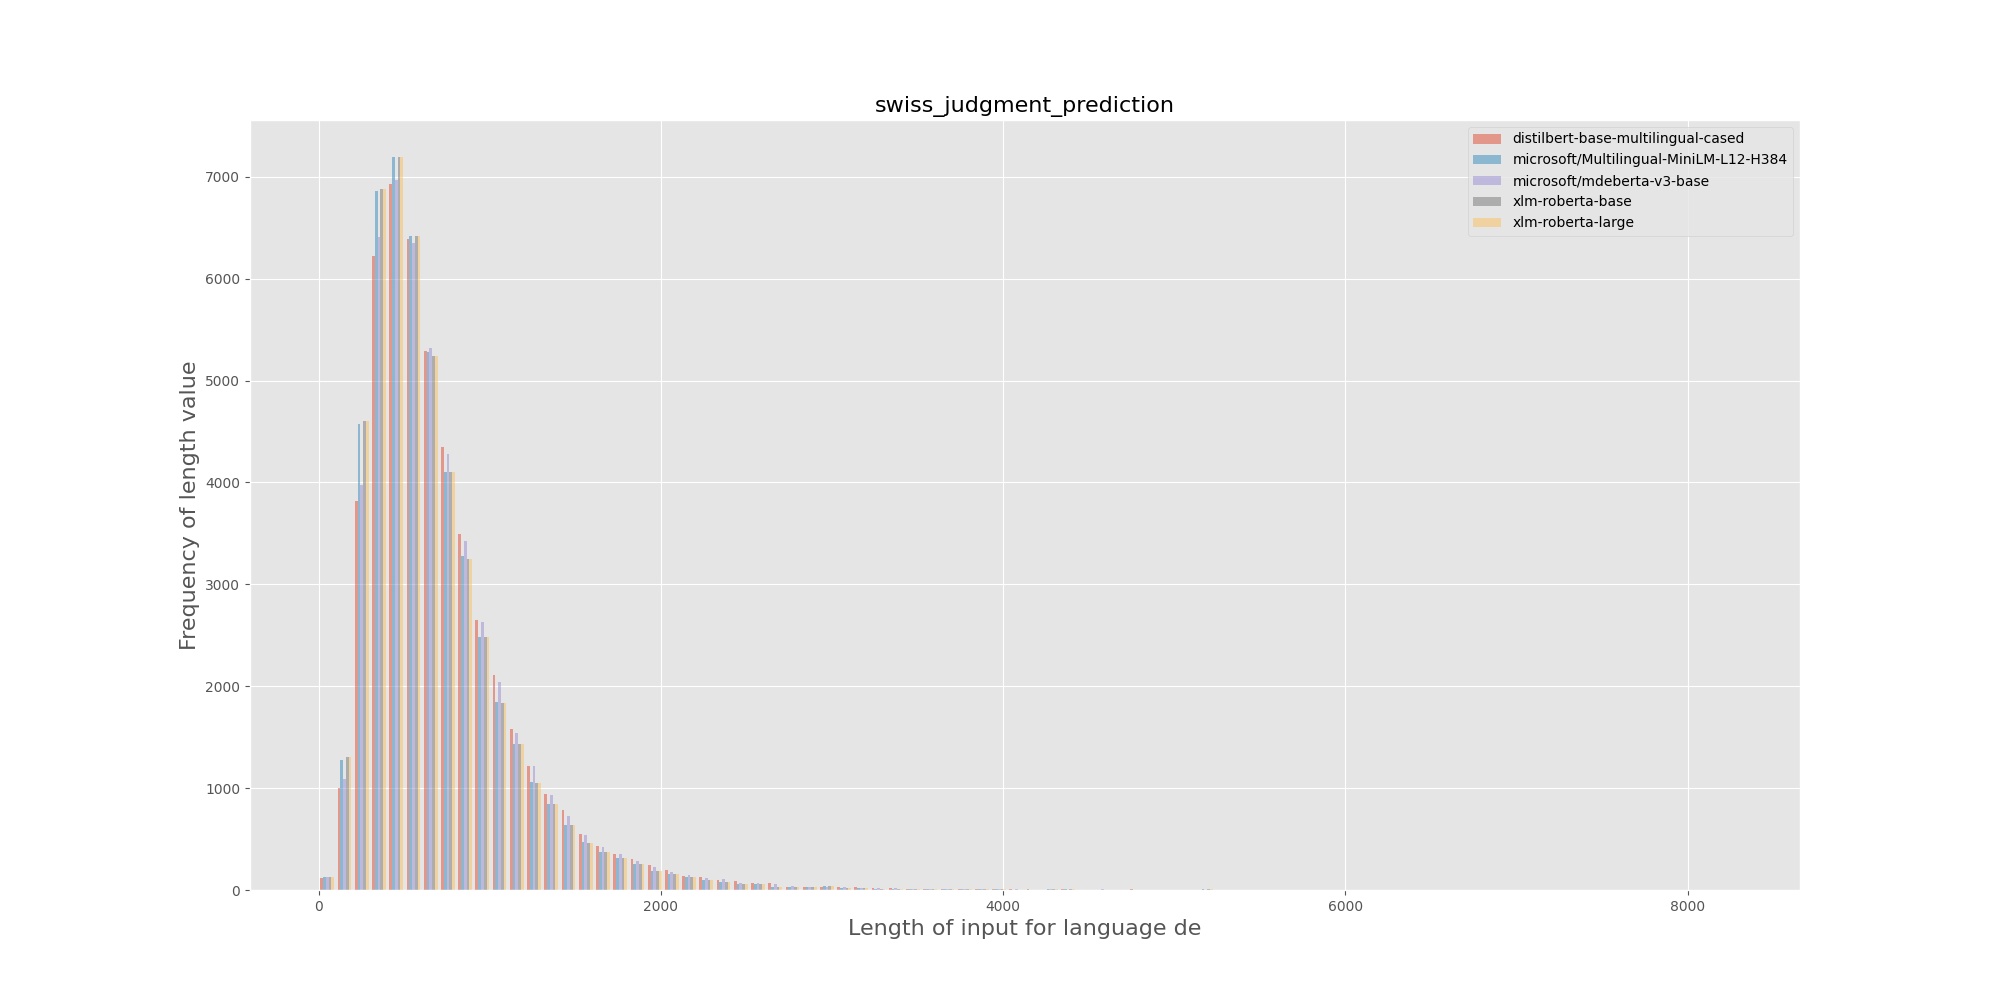 swiss_judgment_prediction
distilbert-base-multilingual-cased
microsoft/Multilingual-MiniLM-L12-H384
microsoft/mdeberta-v3-base
xlm-roberta-base
xlm-roberta-large
Frequency of length value
7000
6000
5000
4000
3000
2000
1000
0
0 2000 4000 6000 8000
Length of input for language de